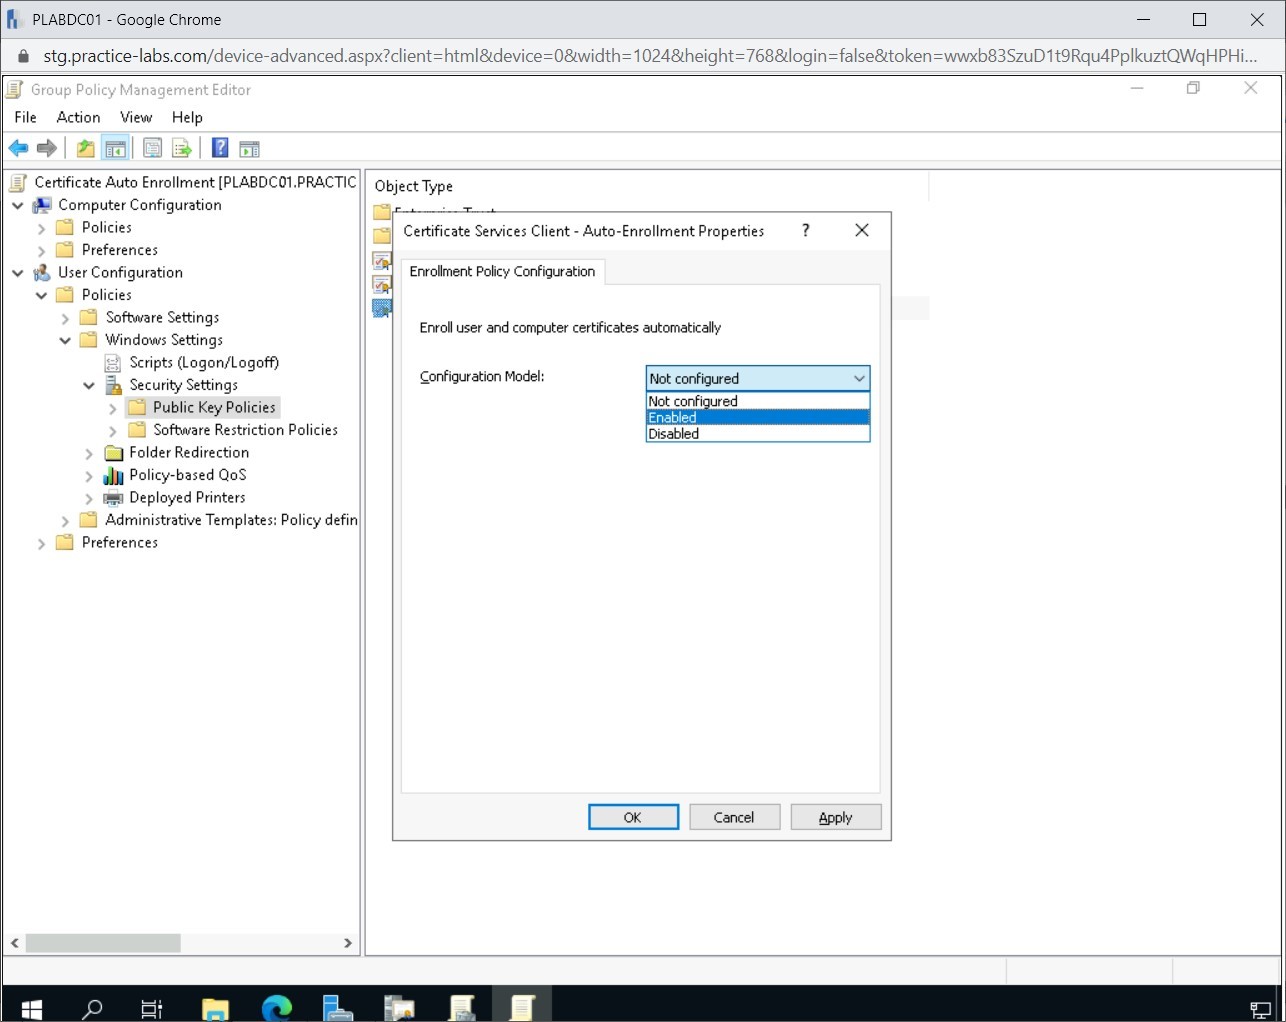 PLABDC01 - Google Chrome
stg.practice-labs.com/device-advanced.aspx?client=html&device=0&width=1024&height=768&login=false&token=wwxb83SzuD1t9Rqu4PplkuztQWqHPHi...
Group Policy Management Editor
File Action View Help
Certificate Auto Enrollment [PLABDC01.PRACTIC
Computer Configuration
Policies
Preferences
User Configuration
Policies
Software Settings
Windows Settings
Scripts (Logon/Logoff)
Security Settings
Public Key Policies
Software Restriction Policies
Folder Redirection
Policy-based QoS
Deployed Printers
Administrative Templates: Policy defin
Preferences
Object Type
Enterprise Trust
Certificate Services Client - Auto-Enrollment Properties ?
Enrollment Policy Configuration
Enroll user and computer certificates automatically
Configuration Model: Not configured
Not configured
Enabled
Disabled
OK Cancel Apply